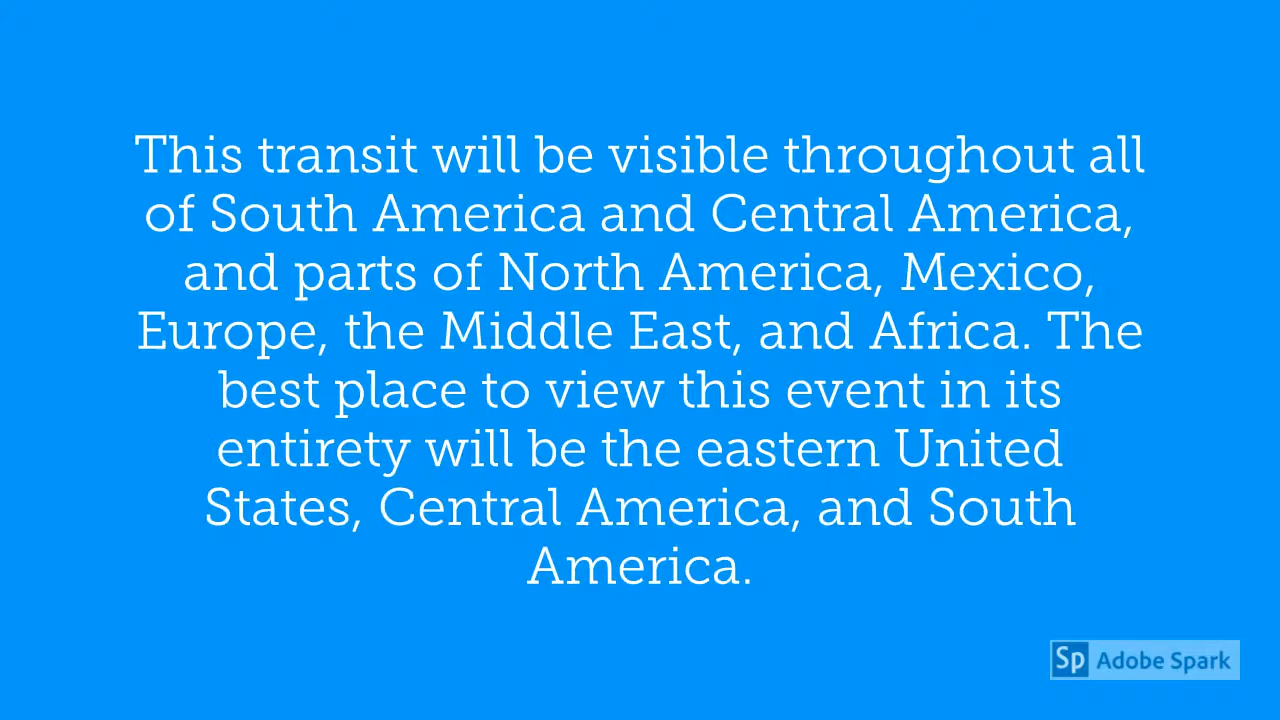 This transit will be visible throughout all
of South America and Central America,
and parts of North America, Mexico,
Europe, the Middle East, and Africa. The
best place to view this event in its
entirety will be the eastern United
States, Central America, and South
America.
Sp Adobe Spark